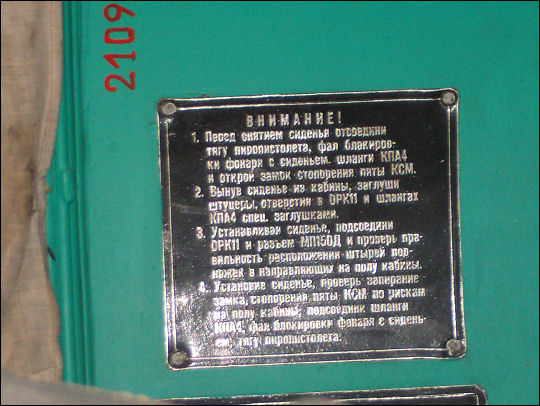 2109
ВНИМАНИЕ!
1. Перед снятием сиденья отсоедини
тягу пиропистолета, фал блокиров-
ки фонаря с сиденьем, шланги КПА4
и открой замок стопорения пяты КСМ.
2. Вынув сиденье из кабины, заглуши
штуцеры, отверстия в ОРК11 и шлангах
КПА4 спец. заглушками.
3. Устанавливая сиденье, подсоедини
ОРК11 и разъем МП150Д и проверь пра-
вильность расположения штырей под-
ножек в направляющих на полу кабины.
4. Установив сиденье, проверь запирание
замка, стопорения пяты КСМ по рискам
на полу кабины, подсоедини шланги
КПА4, фал блокировки фонаря с сидень-
ем, тягу пиропистолета.